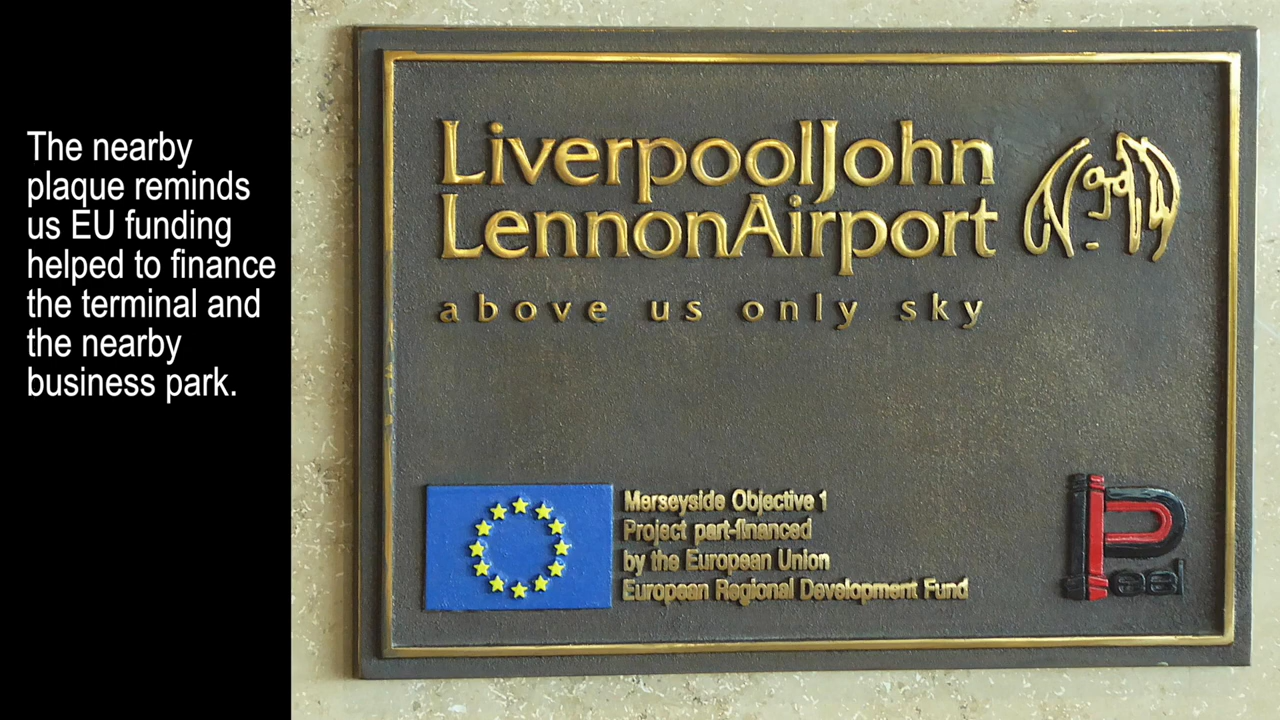 The nearby
plaque reminds
us EU funding
helped to finance
the terminal and
the nearby
business park.
LiverpoolJohn
LennonAirport
above us only sky
Merseyside Objective 1
Project part-financed
by the European Union
European Regional Development Fund
Peel